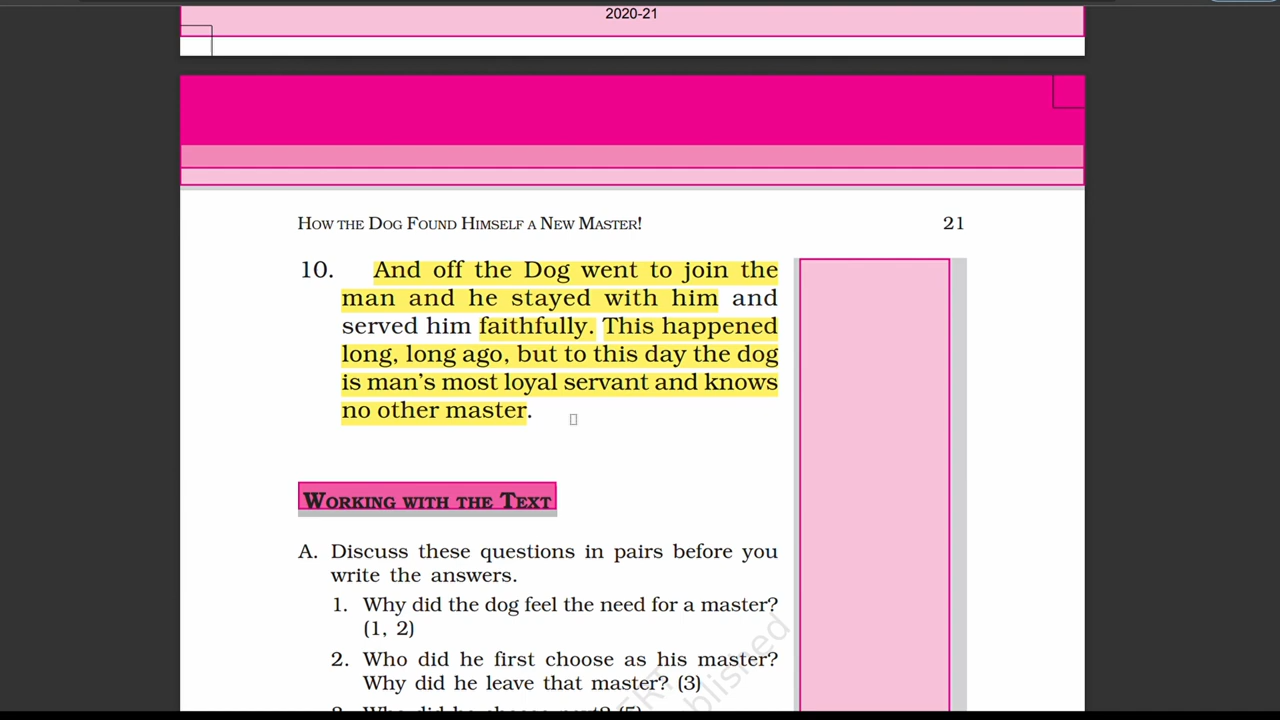 2020-21
HOW THE DOG FOUND HIMSELF A NEW MASTER! 21
10. And off the Dog went to join the
man and he stayed with him and
served him faithfully. This happened
long, long ago, but to this day the dog
is man's most loyal servant and knows
no other master.
WORKING WITH THE TEXT
A. Discuss these questions in pairs before you
write the answers.
1. Why did the dog feel the need for a master?
(1, 2)
2. Who did he first choose as his master?
Why did he leave that master? (3)